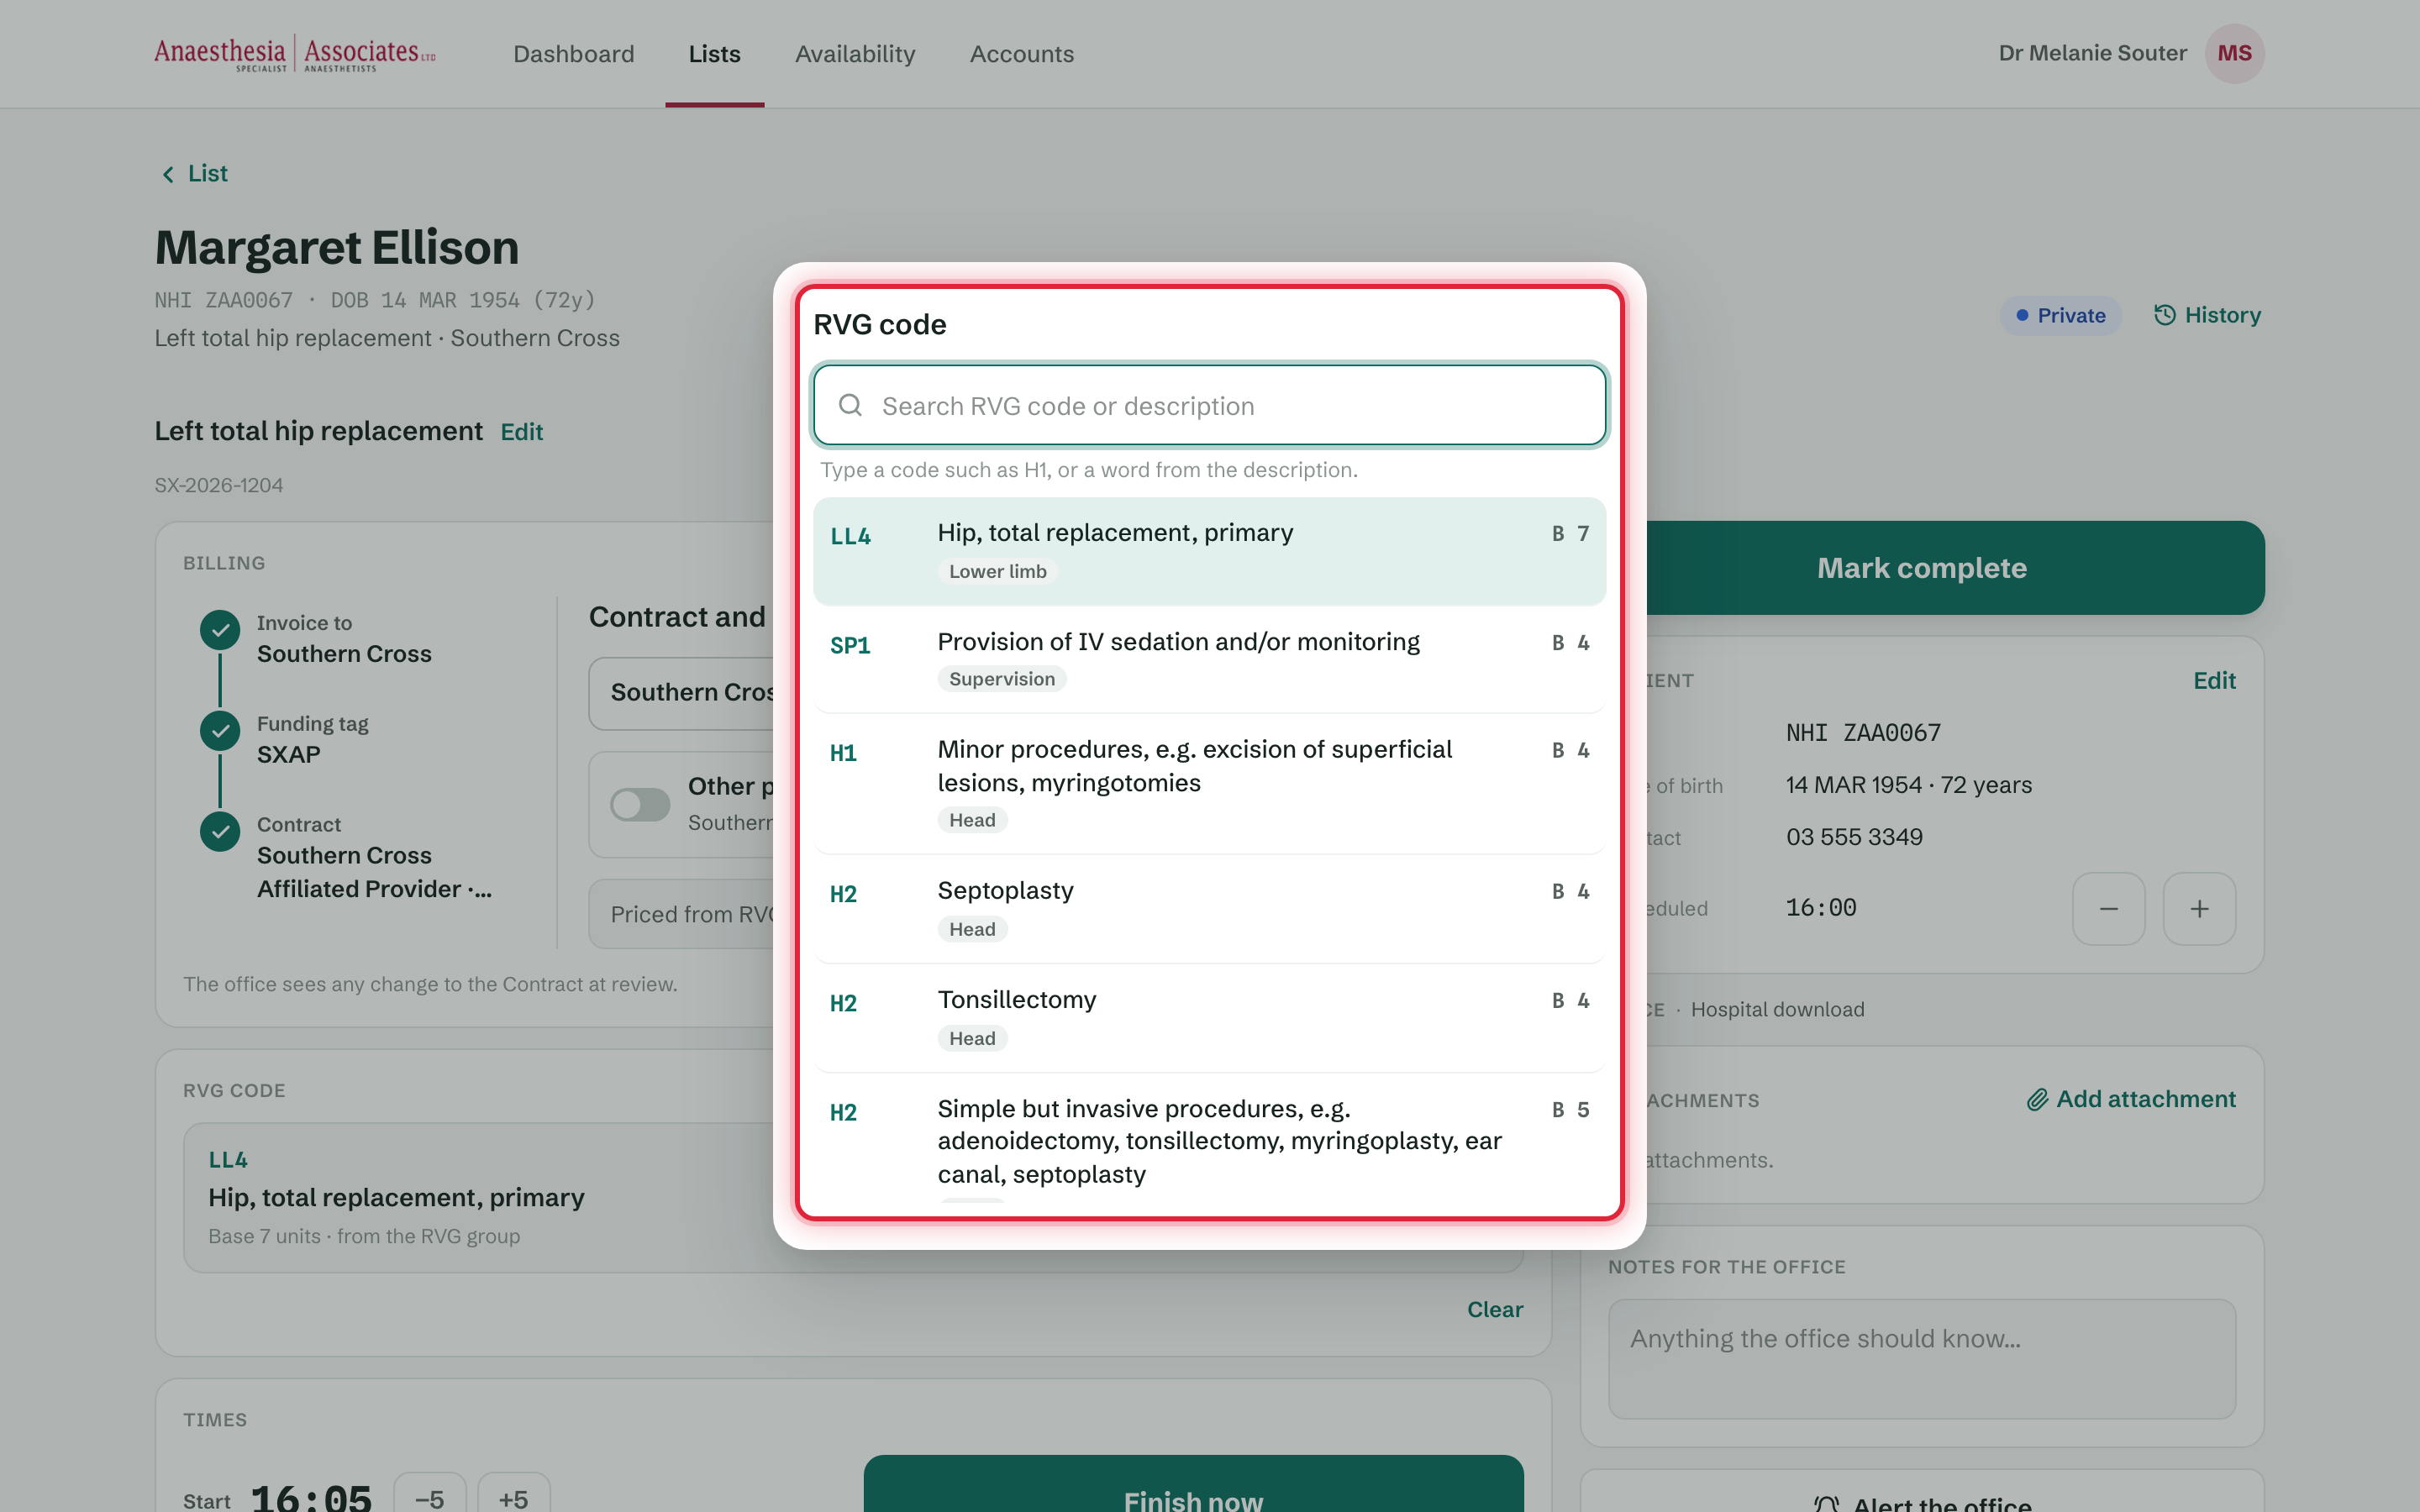 Anaesthesia Associates LTD
SPECIALIST ANAESTHETISTS
Dashboard
Lists
Availability
Accounts
Dr Melanie Souter
MS
List
Margaret Ellison
NHI ZAA0067 · DOB 14 MAR 1954 (72y)
Left total hip replacement · Southern Cross
Private
History
Left total hip replacement
Edit
SX-2026-1204
BILLING
Invoice to
Southern Cross
Funding tag
SXAP
Contract
Southern Cross
Affiliated Provider ·...
Contract and
Southern Cros
Other p
Southern
Priced from RVG
The office sees any change to the Contract at review.
RVG CODE
LL4
Hip, total replacement, primary
Base 7 units · from the RVG group
Clear
TIMES
Start
16:05
−5
+5
Finish now
RVG code
Search RVG code or description
Type a code such as H1, or a word from the description.
LL4
Hip, total replacement, primary
B 7
Lower limb
SP1
Provision of IV sedation and/or monitoring
B 4
Supervision
H1
Minor procedures, e.g. excision of superficial
lesions, myringotomies
B 4
Head
H2
Septoplasty
B 4
Head
H2
Tonsillectomy
B 4
Head
H2
Simple but invasive procedures, e.g.
adenoidectomy, tonsillectomy, myringoplasty, ear
canal, septoplasty
B 5
Mark complete
IENT
Edit
NHI ZAA0067
e of birth
14 MAR 1954 · 72 years
tact
03 555 3349
eduled
16:00
−
+
CE · Hospital download
ACHMENTS
Add attachment
attachments.
NOTES FOR THE OFFICE
Anything the office should know...
Alert the office